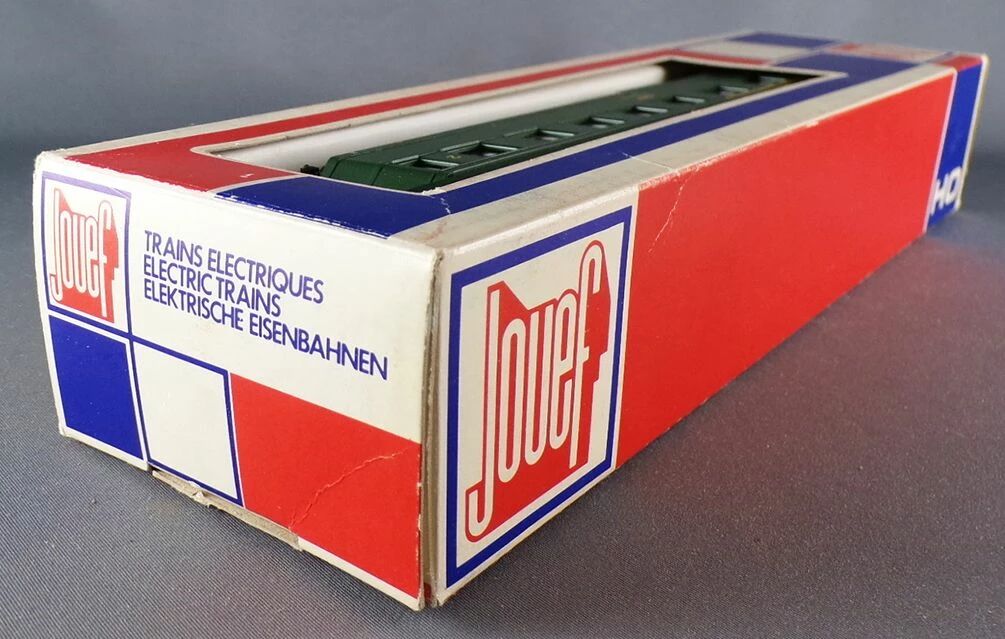 Jouef
TRAINS ELECTRIQUES
ELECTRIC TRAINS
ELEKTRISCHE EISENBAHNEN
Jouef
HO